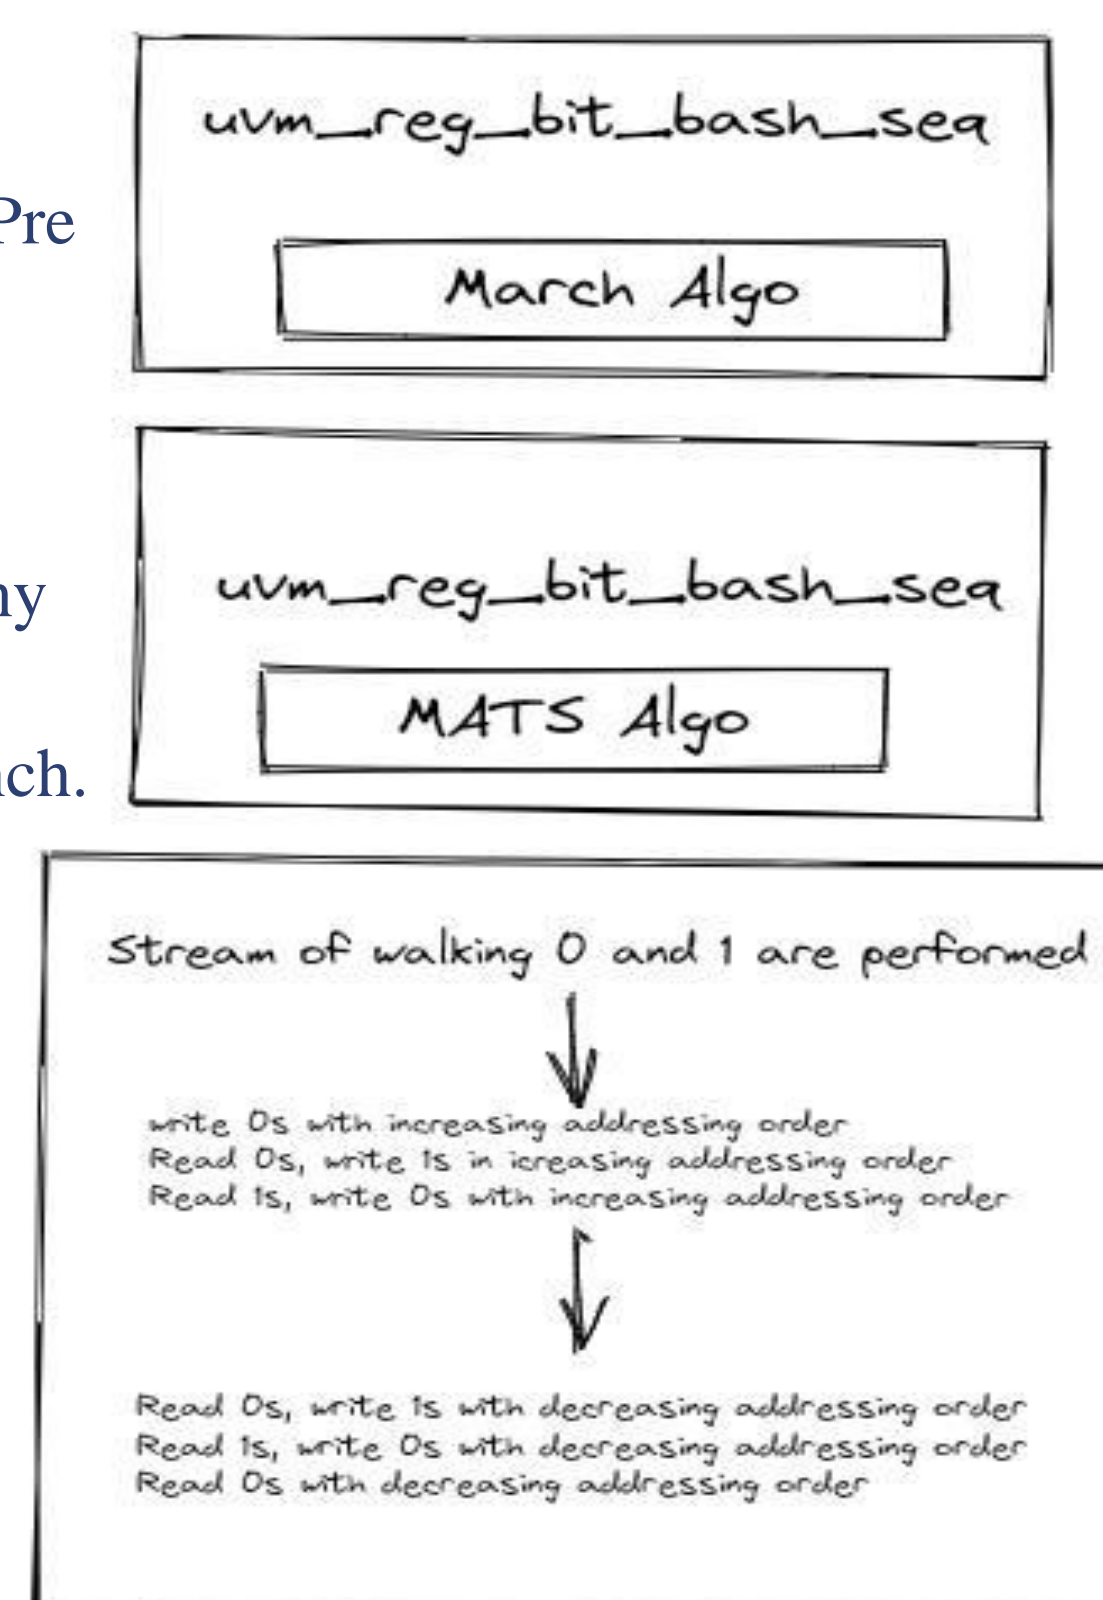 uvm_reg_bit_bash_seq
Pre
March Algo
uvm_reg_bit_bash_seq
MATS Algo
Stream of walking 0 and 1 are performed
write 0s with increasing addressing order
Read 0s, write 1s in icreasing addressing order
Read 1s, write 0s with increasing addressing order
Read 0s, write 1s with decreasing addressing order
Read 1s, write 0s with decreasing addressing order
Read 0s with decreasing addressing order